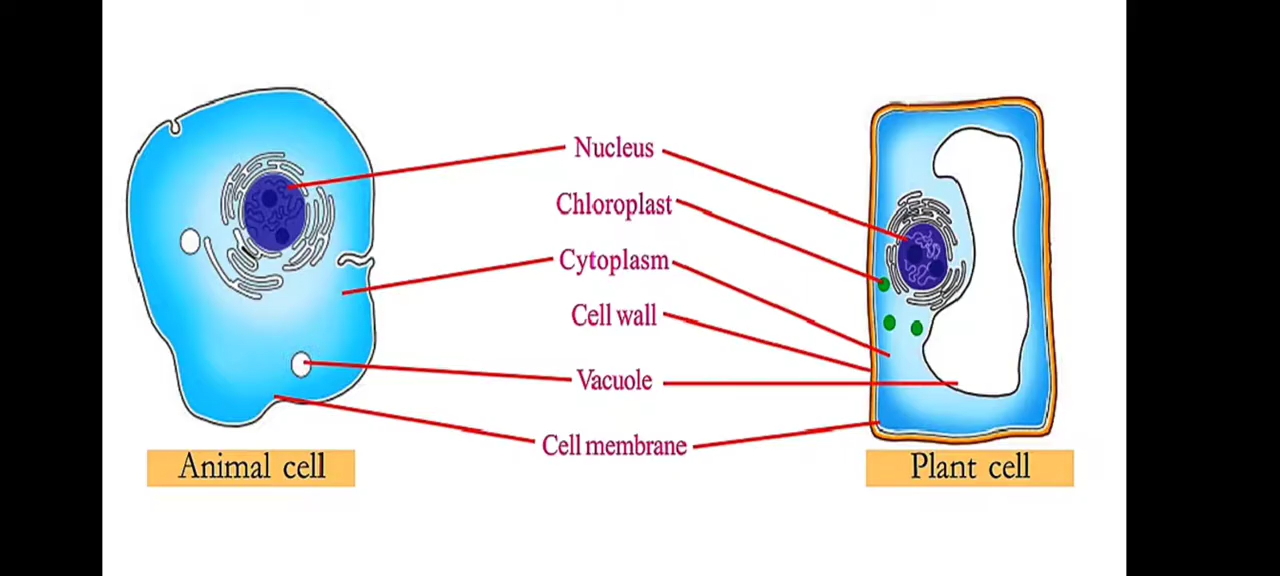 Nucleus
Chloroplast
Cytoplasm
Cell wall
Vacuole
Cell membrane
Animal cell
Plant cell